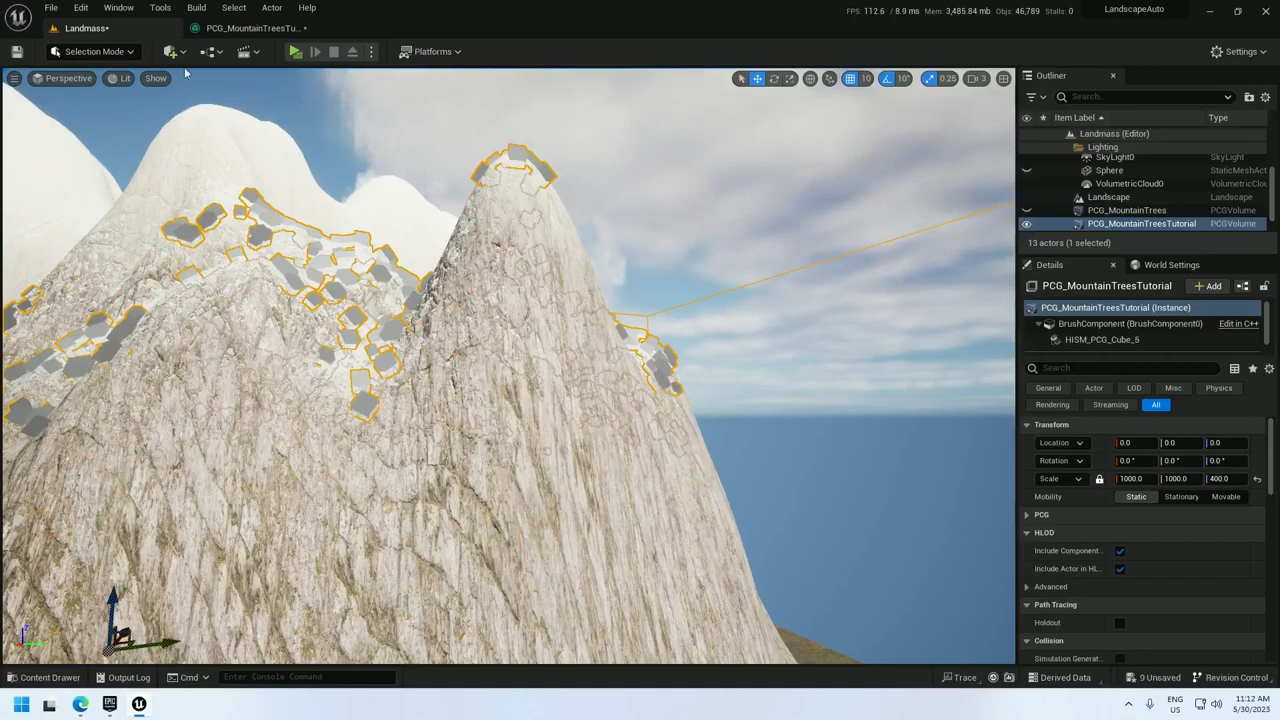 File Edit Window Tools Build Select Actor Help
FPS: 112.6 / 8.9 ms Mem: 3,485.84 mb Objs: 46,789 Stalls: 0 LandscapeAuto
Landmass* PCG_MountainTreesTu... •
Selection Mode Platforms Settings
Perspective Lit Show 10 10° 0.25 3
Outliner
Search...
Item Label Type
Landmass (Editor)
Lighting
SkyLight0 SkyLight
Sphere StaticMeshAct
VolumetricCloud0 VolumetricCloud
Landscape Landscape
PCG_MountainTrees PCGVolume
PCG_MountainTreesTutorial PCGVolume
13 actors (1 selected)
Details World Settings
PCG_MountainTreesTutorial Add
PCG_MountainTreesTutorial (Instance)
BrushComponent (BrushComponent0) Edit in C++
HISM_PCG_Cube_5
Search
General Actor LOD Misc Physics
Rendering Streaming All
Transform
Location 0.0 0.0 0.0
Rotation 0.0 ° 0.0 ° 0.0 °
Scale 1000.0 1000.0 400.0
Mobility Static Stationary Movable
PCG
HLOD
Include Component...
Include Actor in HL...
Advanced
Path Tracing
Holdout
Collision
Simulation Generat
Content Drawer Output Log Cmd Enter Console Command Trace Derived Data 9 Unsaved Revision Control
ENG
US
11:12 AM
5/30/2023